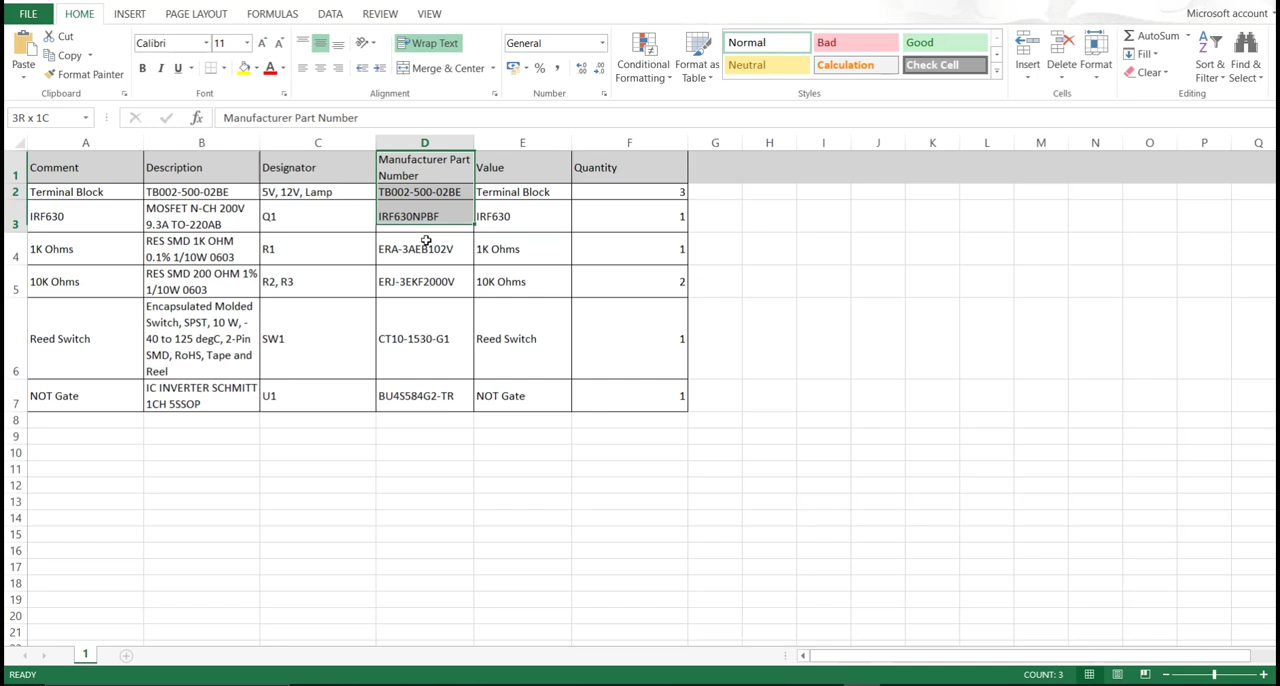 FILE HOME INSERT PAGE LAYOUT FORMULAS DATA REVIEW VIEW Microsoft account
Paste
Cut
Copy
Format Painter
Clipboard
Calibri 11 A A
B I U A
Font
Wrap Text
Merge & Center
Alignment
General
% ,
Number
Conditional
Formatting
Format as
Table
Normal Bad Good
Neutral Calculation Check Cell
Styles
Insert Delete Format
Cells
AutoSum
Fill
Clear
Sort &
Filter
Find &
Select
Editing
3R x 1C fx Manufacturer Part Number
A B C D E F G H I J K L M N O P Q
1 Comment Description Designator Manufacturer Part
Number Value Quantity
2 Terminal Block TB002-500-02BE 5V, 12V, Lamp TB002-500-02BE Terminal Block 3
3 IRF630 MOSFET N-CH 200V
9.3A TO-220AB Q1 IRF630NPBF IRF630 1
4 1K Ohms RES SMD 1K OHM
0.1% 1/10W 0603 R1 ERA-3AEB102V 1K Ohms 1
5 10K Ohms RES SMD 200 OHM 1%
1/10W 0603 R2, R3 ERJ-3EKF2000V 10K Ohms 2
6 Reed Switch Encapsulated Molded
Switch, SPST, 10 W, -
40 to 125 degC, 2-Pin
SMD, RoHS, Tape and
Reel SW1 CT10-1530-G1 Reed Switch 1
7 NOT Gate IC INVERTER SCHMITT
1CH 5SSOP U1 BU4S584G2-TR NOT Gate 1
8
9
10
11
12
13
14
15
16
17
18
19
20
21
1
READY COUNT: 3